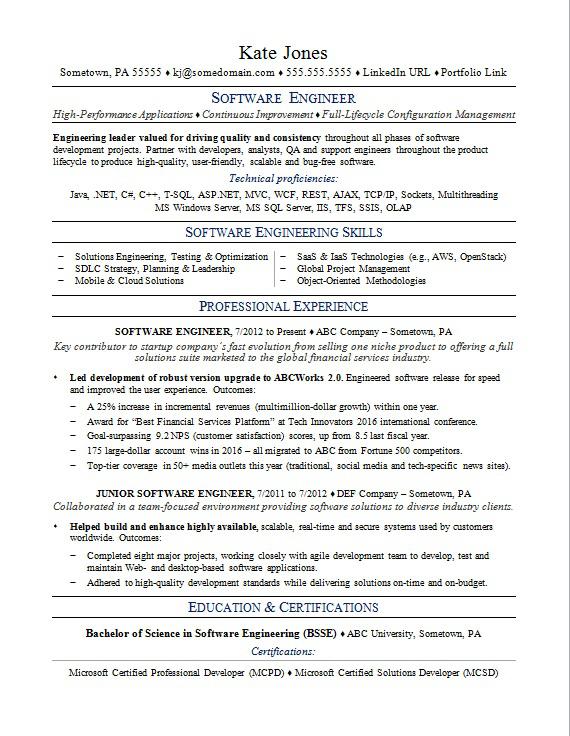 Kate Jones
Sometown, PA 55555 ♦ kj@somedomain.com ♦ 555.555.5555 ♦ LinkedIn URL ♦ Portfolio Link
SOFTWARE ENGINEER
High-Performance Applications ♦ Continuous Improvement ♦ Full-Lifecycle Configuration Management
Engineering leader valued for driving quality and consistency throughout all phases of software
development projects. Partner with developers, analysts, QA and support engineers throughout the product
lifecycle to produce high-quality, user-friendly, scalable and bug-free software.
Technical proficiencies:
Java, .NET, C#, C++, T-SQL, ASP.NET, MVC, WCF, REST, AJAX, TCP/IP, Sockets, Multithreading
MS Windows Server, MS SQL Server, IIS, TFS, SSIS, OLAP
SOFTWARE ENGINEERING SKILLS
– Solutions Engineering, Testing & Optimization
– SDLC Strategy, Planning & Leadership
– Mobile & Cloud Solutions
– SaaS & IaaS Technologies (e.g., AWS, OpenStack)
– Global Project Management
– Object-Oriented Methodologies
PROFESSIONAL EXPERIENCE
SOFTWARE ENGINEER, 7/2012 to Present ♦ ABC Company – Sometown, PA
Key contributor to startup company's fast evolution from selling one niche product to offering a full
solutions suite marketed to the global financial services industry.
♦ Led development of robust version upgrade to ABCWorks 2.0. Engineered software release for speed
and improved the user experience. Outcomes:
– A 25% increase in incremental revenues (multimillion-dollar growth) within one year.
– Award for "Best Financial Services Platform" at Tech Innovators 2016 international conference.
– Goal-surpassing 9.2 NPS (customer satisfaction) scores, up from 8.5 last fiscal year.
– 175 large-dollar account wins in 2016 – all migrated to ABC from Fortune 500 competitors.
– Top-tier coverage in 50+ media outlets this year (traditional, social media and tech-specific news sites).
JUNIOR SOFTWARE ENGINEER, 7/2011 to 7/2012 ♦ DEF Company – Sometown, PA
Collaborated in a team-focused environment providing software solutions to diverse industry clients.
♦ Helped build and enhance highly available, scalable, real-time and secure systems used by customers
worldwide. Outcomes:
– Completed eight major projects, working closely with agile development team to develop, test and
maintain Web- and desktop-based software applications.
– Adhered to high-quality development standards while delivering solutions on-time and on-budget.
EDUCATION & CERTIFICATIONS
Bachelor of Science in Software Engineering (BSSE) ♦ ABC University, Sometown, PA
Certifications:
Microsoft Certified Professional Developer (MCPD) ♦ Microsoft Certified Solutions Developer (MCSD)